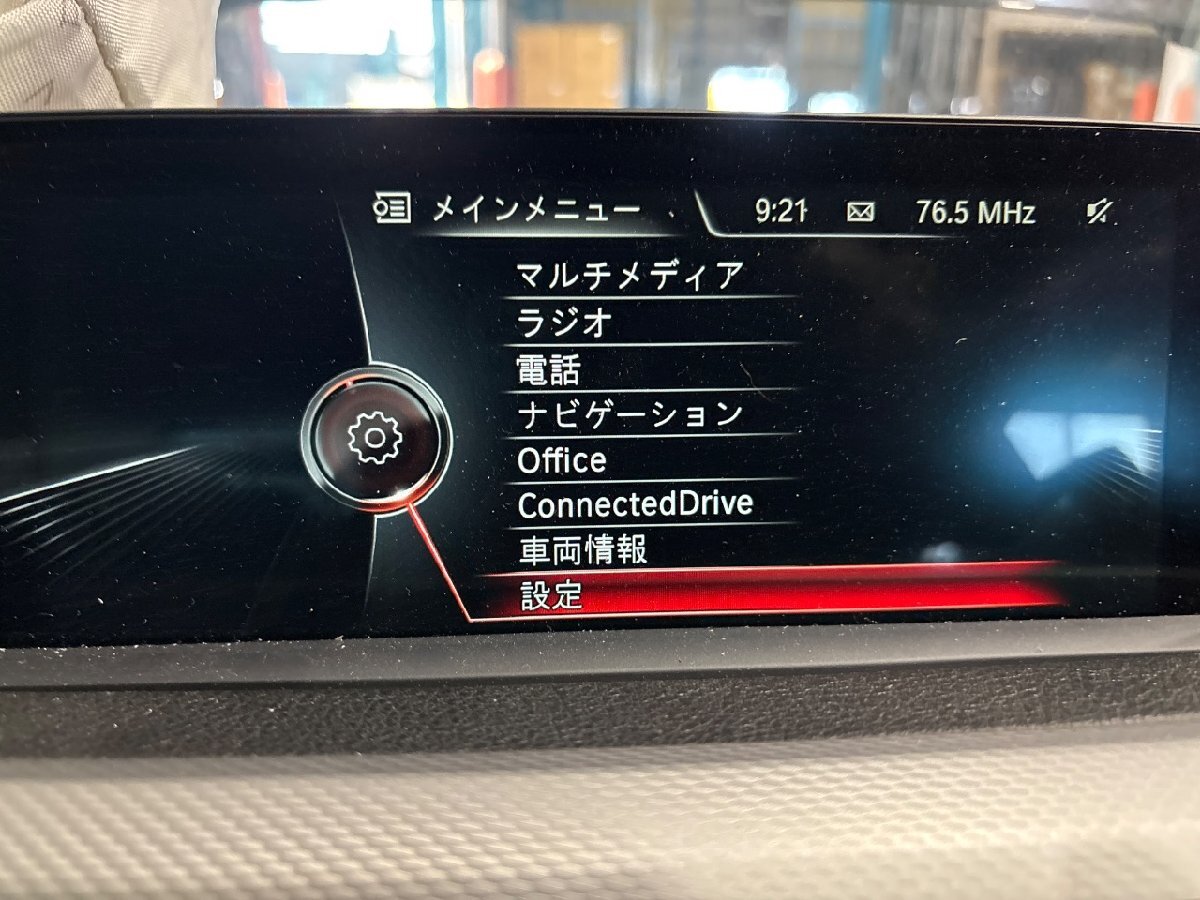 メインメニュー 9:21 76.5 MHz
マルチメディア
ラジオ
電話
ナビゲーション
Office
ConnectedDrive
車両情報
設定